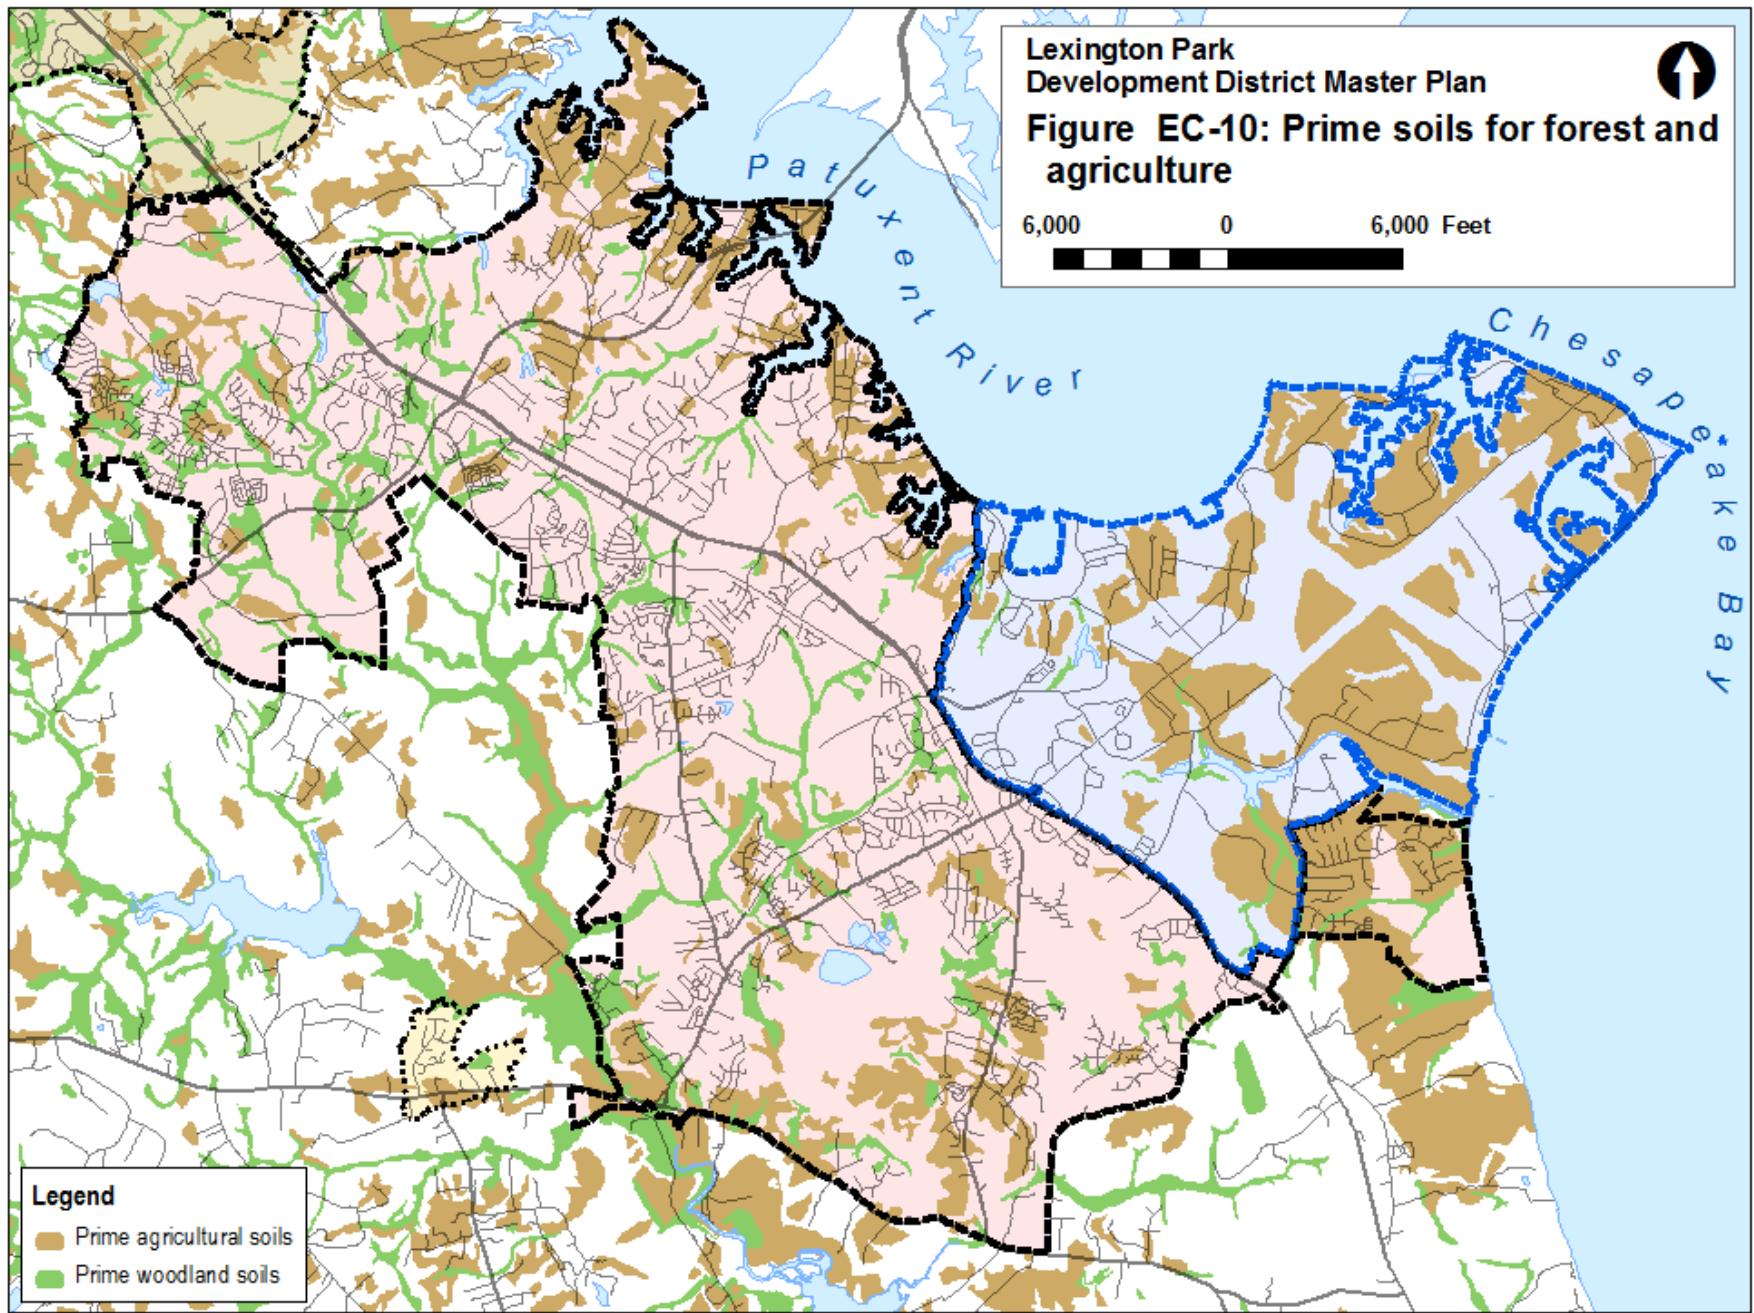 Lexington Park
Development District Master Plan
Figure EC-10: Prime soils for forest and
agriculture
6,000 0 6,000 Feet
Patuxent River
Chesapeake Bay
Legend
Prime agricultural soils
Prime woodland soils